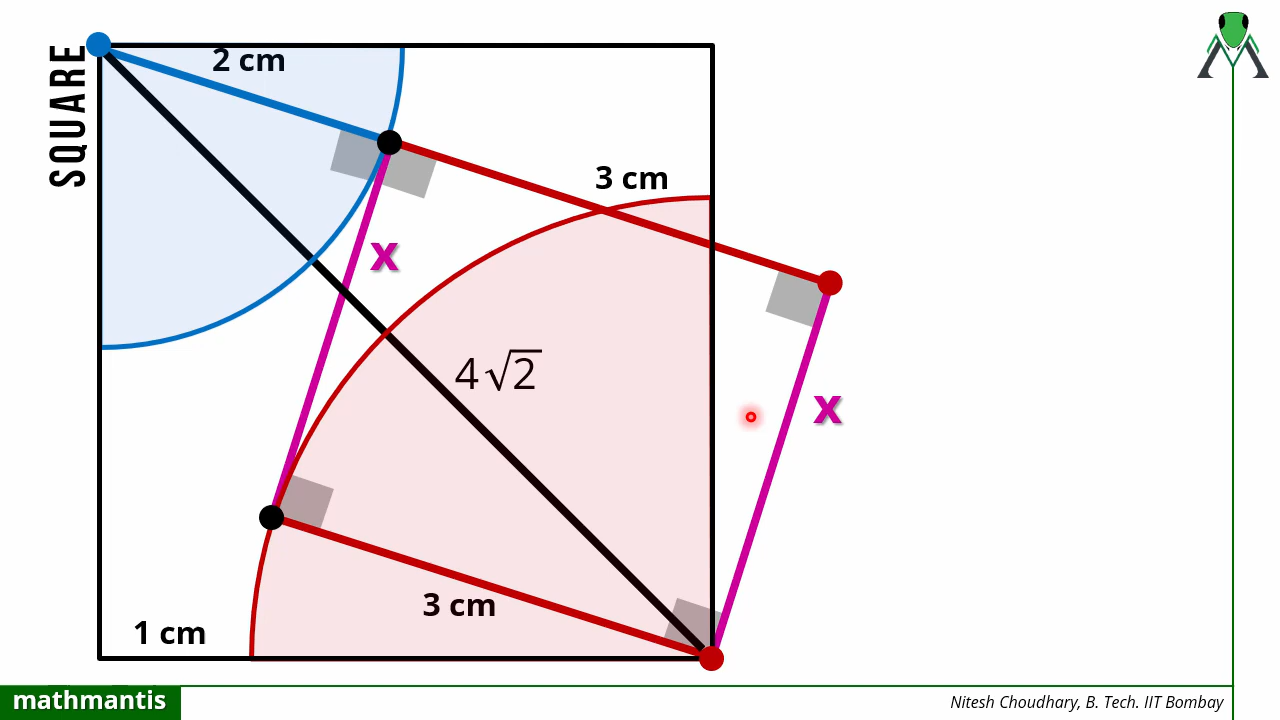 SQUARE
2 cm
3 cm
x
4√2
x
3 cm
1 cm
mathmantis
Nitesh Choudhary, B. Tech. IIT Bombay